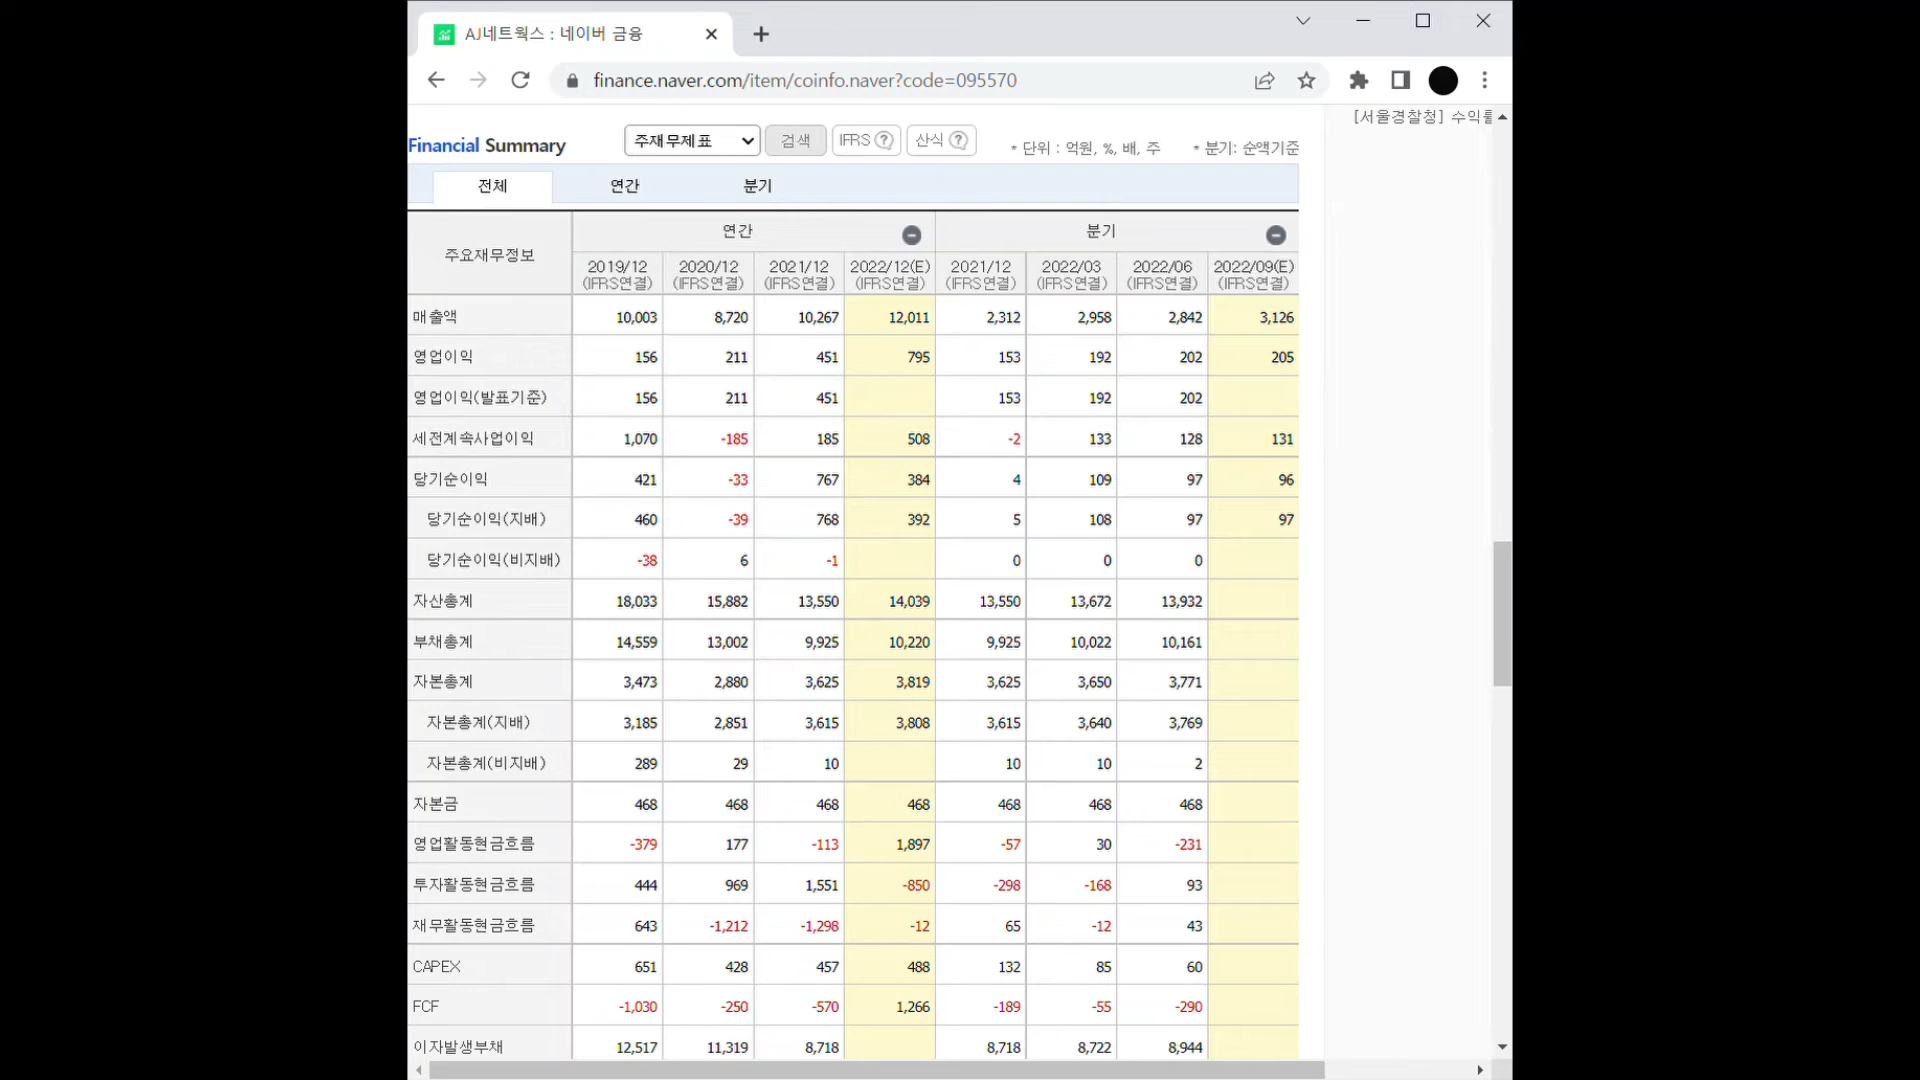 AJ네트웍스 : 네이버 금융
finance.naver.com/item/coinfo.naver?code=095570
[서울경찰청] 수익률
Financial Summary 주재무제표 검색 IFRS ? 산식 ? * 단위 : 억원, %, 배, 주 * 분기: 순액기준
전체 연간 분기
주요재무정보 연간 분기
2019/12 2020/12 2021/12 2022/12(E) 2021/12 2022/03 2022/06 2022/09(E)
(IFRS연결) (IFRS연결) (IFRS연결) (IFRS연결) (IFRS연결) (IFRS연결) (IFRS연결) (IFRS연결)
매출액 10,003 8,720 10,267 12,011 2,312 2,958 2,842 3,126
영업이익 156 211 451 795 153 192 202 205
영업이익(발표기준) 156 211 451 153 192 202
세전계속사업이익 1,070 -185 185 508 -2 133 128 131
당기순이익 421 -33 767 384 4 109 97 96
당기순이익(지배) 460 -39 768 392 5 108 97 97
당기순이익(비지배) -38 6 -1 0 0 0
자산총계 18,033 15,882 13,550 14,039 13,550 13,672 13,932
부채총계 14,559 13,002 9,925 10,220 9,925 10,022 10,161
자본총계 3,473 2,880 3,625 3,819 3,625 3,650 3,771
자본총계(지배) 3,185 2,851 3,615 3,808 3,615 3,640 3,769
자본총계(비지배) 289 29 10 10 10 2
자본금 468 468 468 468 468 468 468
영업활동현금흐름 -379 177 -113 1,897 -57 30 -231
투자활동현금흐름 444 969 1,551 -850 -298 -168 93
재무활동현금흐름 643 -1,212 -1,298 -12 65 -12 43
CAPEX 651 428 457 488 132 85 60
FCF -1,030 -250 -570 1,266 -189 -55 -290
이자발생부채 12,517 11,319 8,718 8,718 8,722 8,944